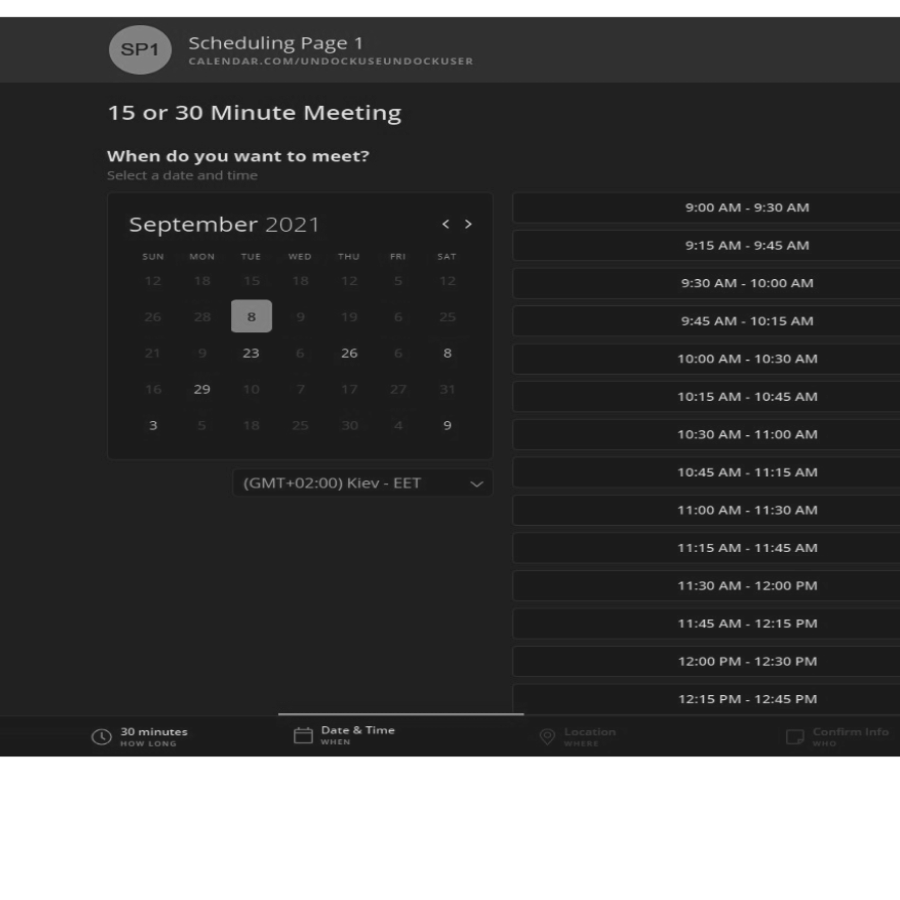 SP1
Scheduling Page 1
CALENDAR.COM/UNDOCKUSEUNDOCKUSER
15 or 30 Minute Meeting
When do you want to meet?
Select a date and time
September 2021 < >
SUN MON TUE WED THU FRI SAT
12 18 15 18 12 5 12
26 28 8 9 19 6 25
21 9 23 6 26 6 8
16 29 10 7 17 27 31
3 5 18 25 30 4 9
(GMT+02:00) Kiev - EET
9:00 AM - 9:30 AM
9:15 AM - 9:45 AM
9:30 AM - 10:00 AM
9:45 AM - 10:15 AM
10:00 AM - 10:30 AM
10:15 AM - 10:45 AM
10:30 AM - 11:00 AM
10:45 AM - 11:15 AM
11:00 AM - 11:30 AM
11:15 AM - 11:45 AM
11:30 AM - 12:00 PM
11:45 AM - 12:15 PM
12:00 PM - 12:30 PM
12:15 PM - 12:45 PM
30 minutes
HOW LONG
Date & Time
WHEN
Location
WHERE
Confirm Info
WHO